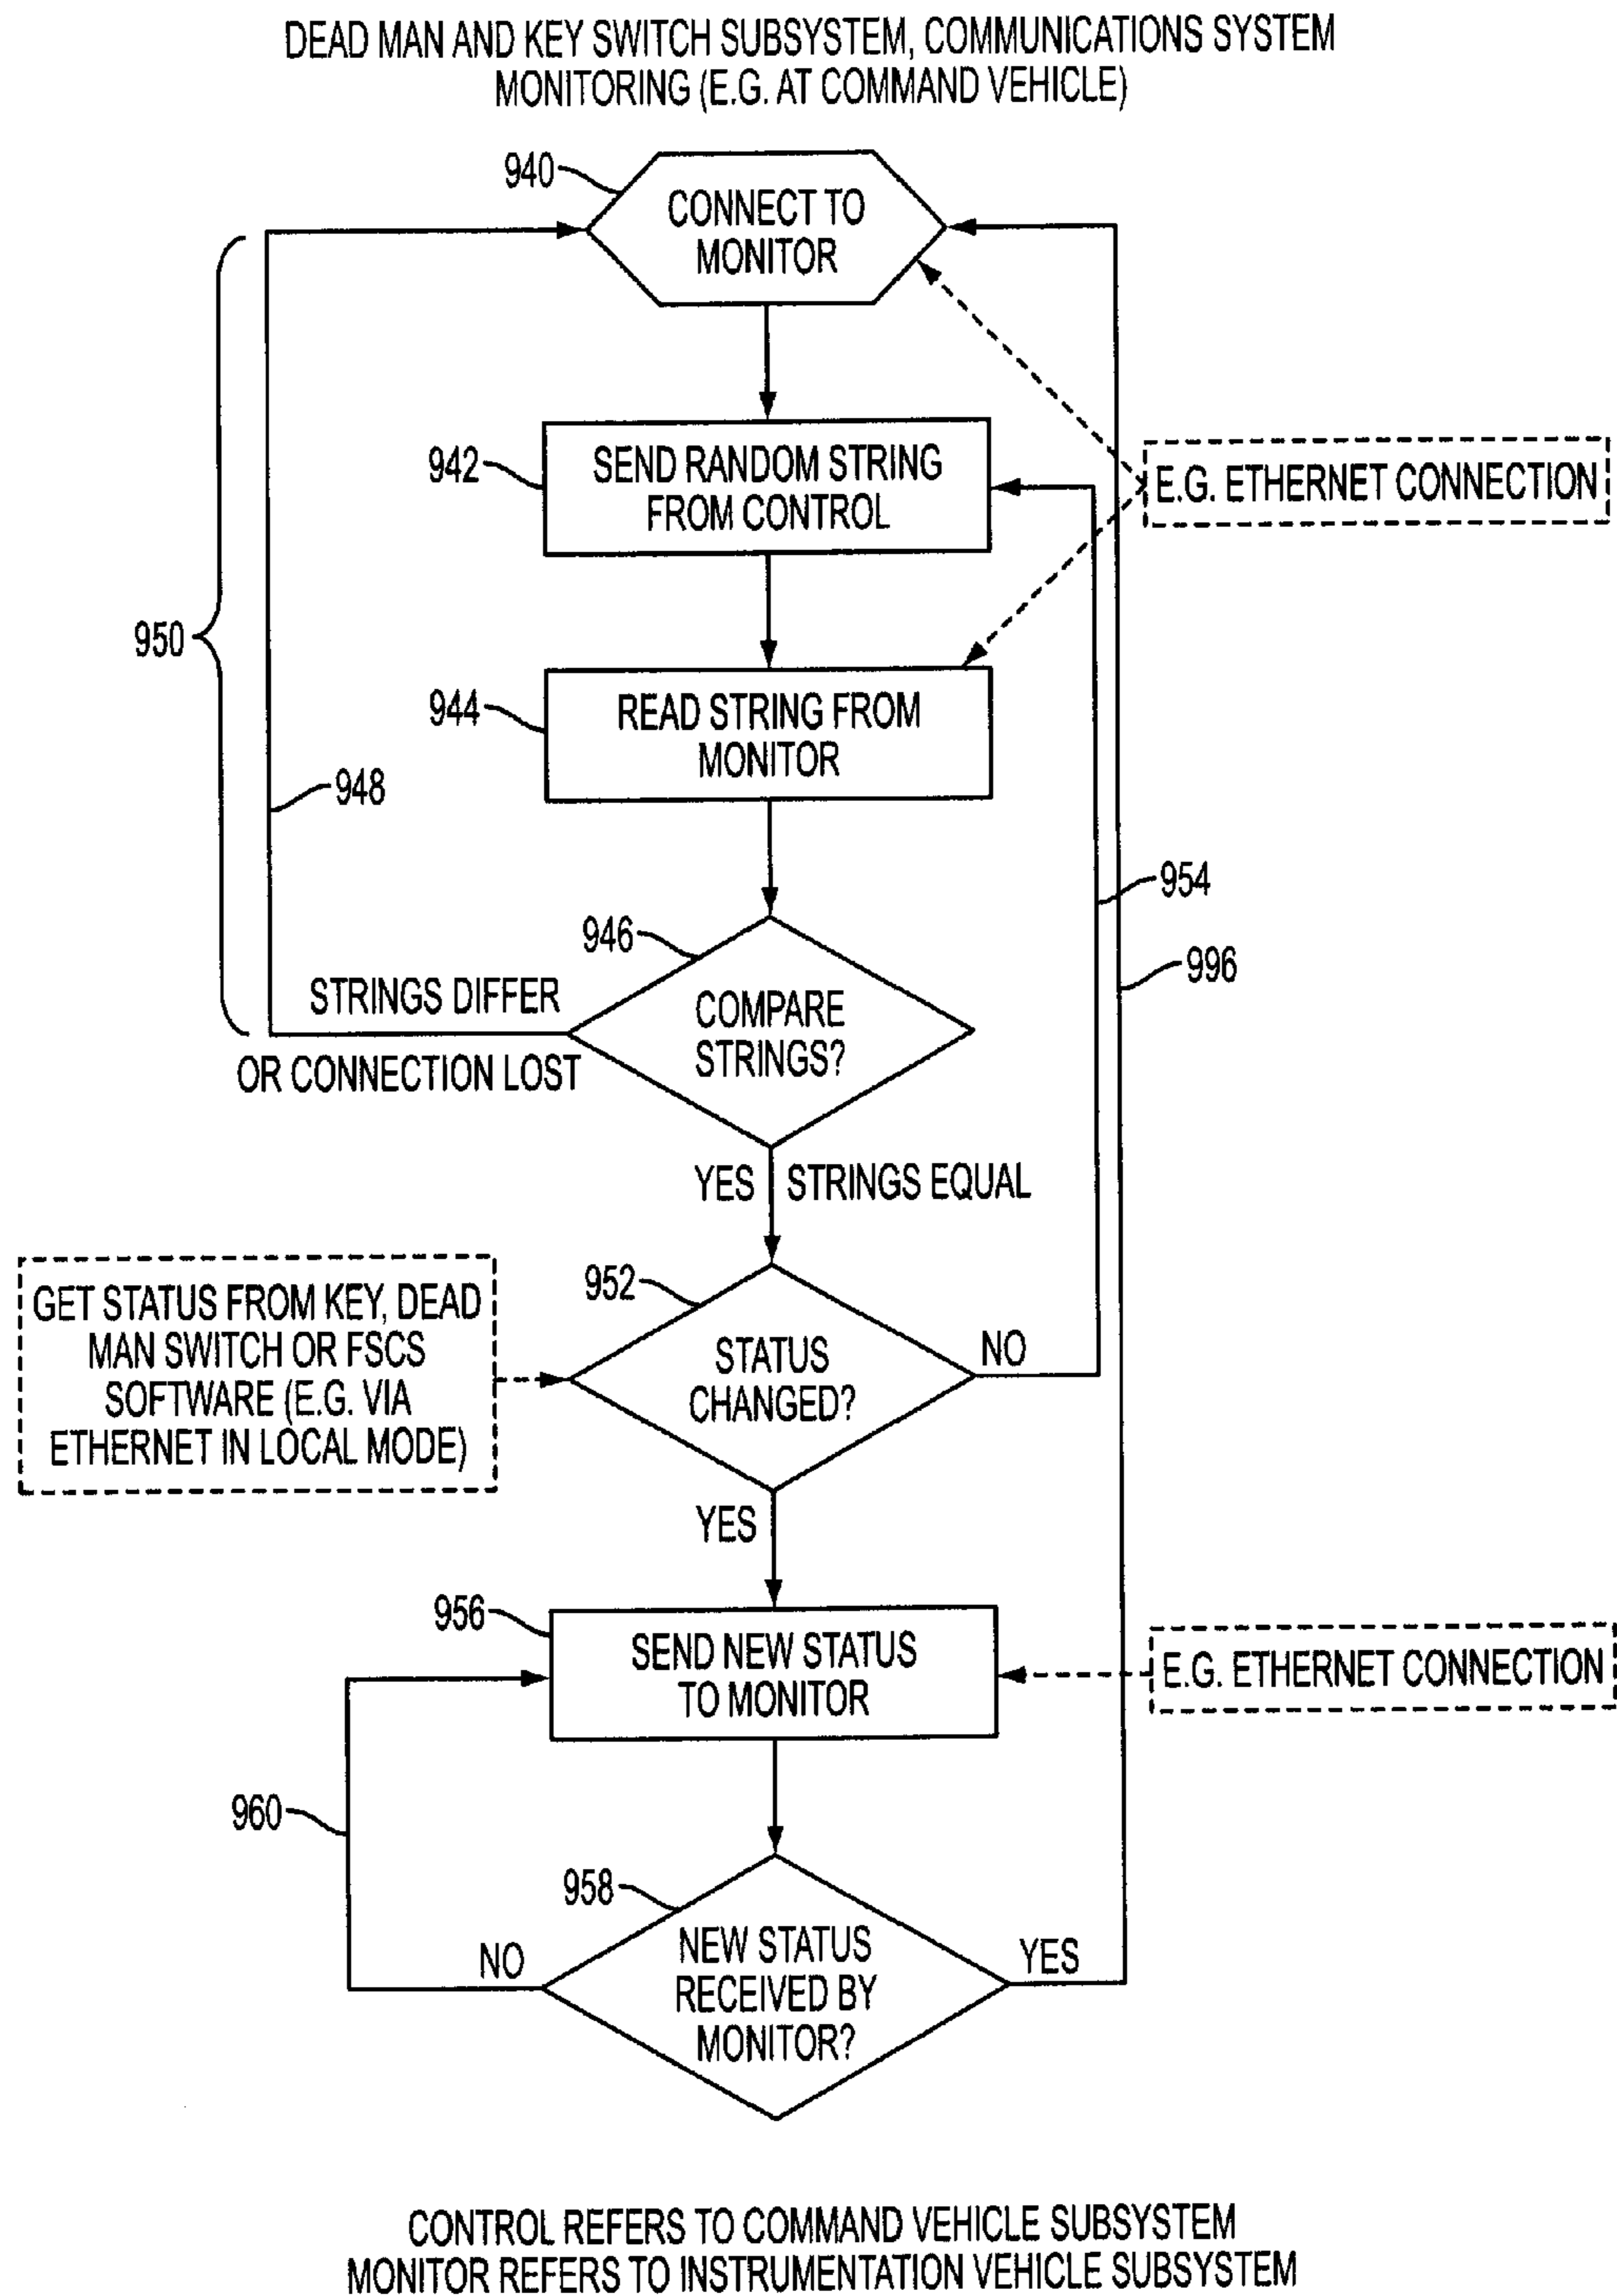 DEAD MAN AND KEY SWITCH SUBSYSTEM, COMMUNICATIONS SYSTEM
MONITORING (E.G. AT COMMAND VEHICLE)
940
CONNECT TO
MONITOR
942
SEND RANDOM STRING
FROM CONTROL
E.G. ETHERNET CONNECTION
950
944
READ STRING FROM
MONITOR
948
954
946
996
STRINGS DIFFER
OR CONNECTION LOST
COMPARE
STRINGS?
YES
STRINGS EQUAL
952
GET STATUS FROM KEY, DEAD
MAN SWITCH OR FSCS
SOFTWARE (E.G. VIA
ETHERNET IN LOCAL MODE)
STATUS
CHANGED?
NO
YES
956
SEND NEW STATUS
TO MONITOR
E.G. ETHERNET CONNECTION
960
958
NO
NEW STATUS
RECEIVED BY
MONITOR?
YES
CONTROL REFERS TO COMMAND VEHICLE SUBSYSTEM
MONITOR REFERS TO INSTRUMENTATION VEHICLE SUBSYSTEM